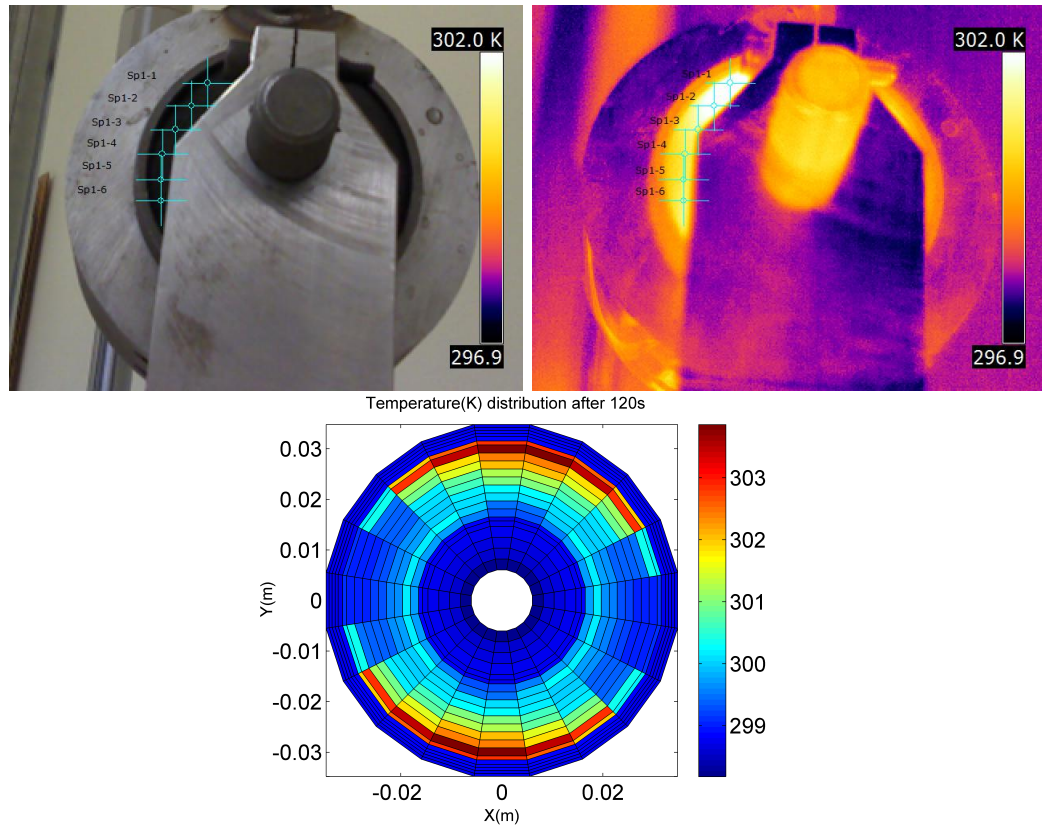 302.0 K
Sp1-1
Sp1-2
Sp1-3
Sp1-4
Sp1-5
Sp1-6
296.9
302.0 K
Sp1-1
Sp1-2
Sp1-3
Sp1-4
Sp1-5
Sp1-6
296.9
Temperature(K) distribution after 120s
0.03
0.02
0.01
0
-0.01
-0.02
-0.03
Y(m)
-0.02 0 0.02
X(m)
303
302
301
300
299